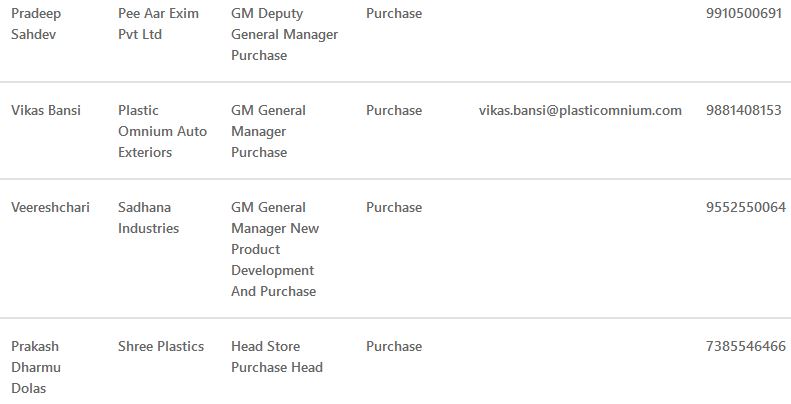 Pradeep Pee Aar Exim GM Deputy Purchase 9910500691
Sahdev Pvt Ltd General Manager
Purchase
Vikas Bansi Plastic GM General Purchase vikas.bansi@plasticomnium.com 9881408153
Omnium Auto Manager
Exteriors Purchase
Veereshchari Sadhana GM General Purchase 9552550064
Industries Manager New
Product
Development
And Purchase
Prakash Shree Plastics Head Store Purchase 7385546466
Dharmu Purchase Head
Dolas